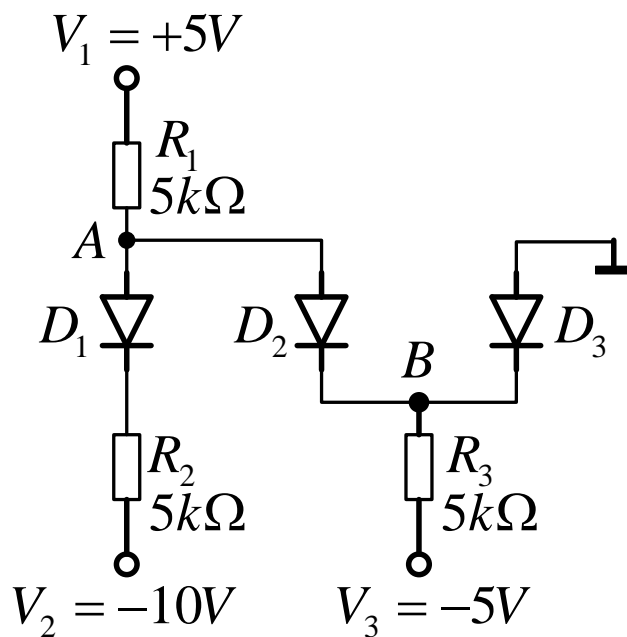 V₁ = +5V
R₁
5kΩ
A
D₁
D₂
D₃
B
R₂
5kΩ
R₃
5kΩ
V₂ = −10V
V₃ = −5V